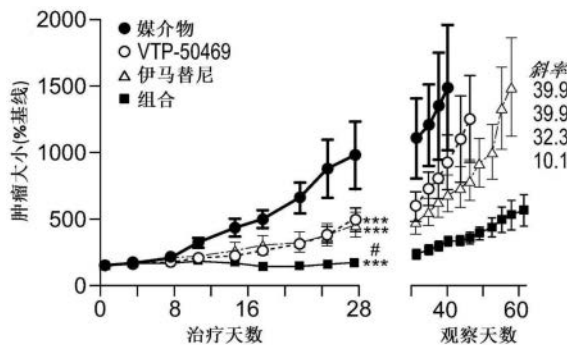 媒介物
VTP-50469
伊马替尼
组合
肿瘤大小(%基线)
2000
1500
1000
500
0
***
***
#
***
0 8 18 28
治疗天数
斜率
39.9
39.9
32.3
10.1
40 60
观察天数